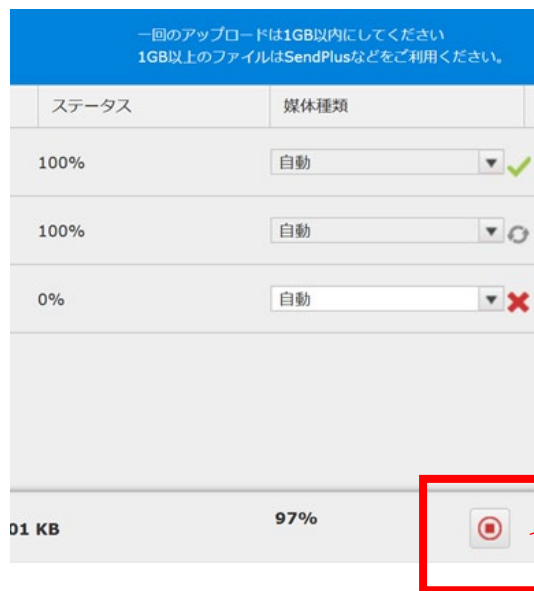 一回のアップロードは1GB以内にしてください
1GB以上のファイルはSendPlusなどをご利用ください。
ステータス 媒体種類
100% 自動
100% 自動
0% 自動
01 KB 97%